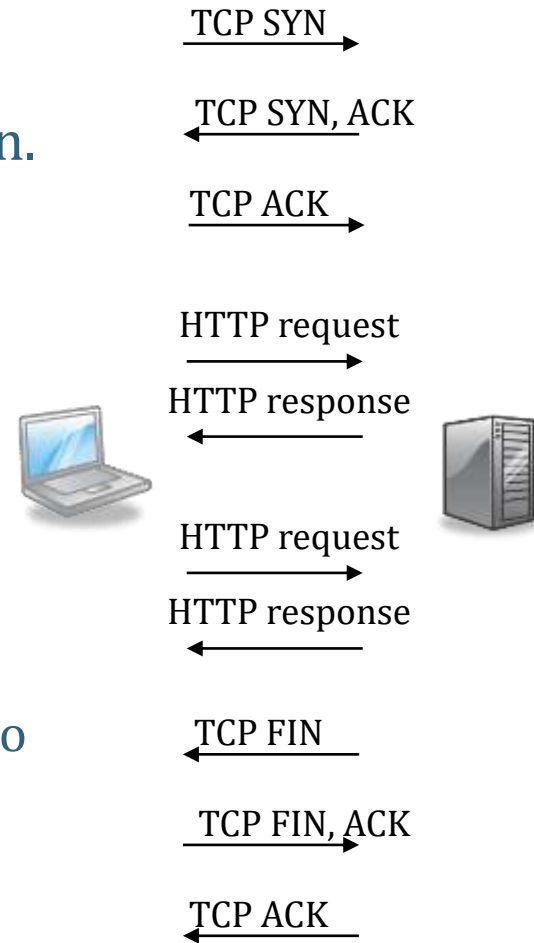 TCP SYN
TCP SYN, ACK
n.
TCP ACK
HTTP request
HTTP response
HTTP request
HTTP response
o
TCP FIN
TCP FIN, ACK
TCP ACK